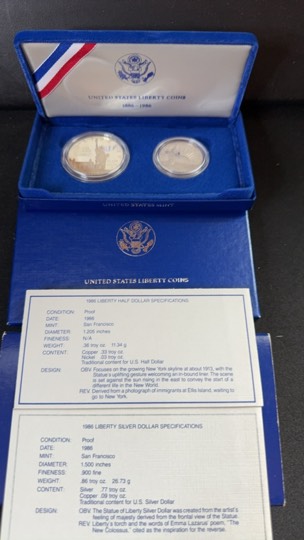 UNITED STATES LIBERTY COINS
1886-1986
UNITED STATES MINT
UNITED STATES LIBERTY COINS
1986 LIBERTY HALF DOLLAR SPECIFICATIONS
CONDITION: Proof
DATE: 1986
MINT: San Francisco
DIAMETER: 1.205 inches
FINENESS: N/A
WEIGHT: .36 troy oz. 11.34 g
CONTENT: Copper .33 troy oz.
Nickel .03 troy oz.
Traditional content for U.S. Half Dollar
DESIGN: OBV. Focuses on the growing New York skyline at about 1913, with the
Statue's uplifting gesture welcoming an in-bound liner. The scene
is set against the sun rising in the east to convey the start of a
different life in the New World.
REV. Derived from a photograph of immigrants at Ellis Island, waiting to
go to New York.
1986 LIBERTY SILVER DOLLAR SPECIFICATIONS
CONDITION: Proof
DATE: 1986
MINT: San Francisco
DIAMETER: 1.500 inches
FINENESS: .900 fine
WEIGHT: .86 troy oz. 26.73 g
CONTENT: Silver .77 troy oz.
Copper .09 troy oz.
Traditional content for U.S. Silver Dollar
DESIGN: OBV. The Statue of Liberty Silver Dollar was created from the artist's
feeling of majesty derived from the frontal view of the Statue.
REV. Liberty's torch and the words of Emma Lazarus' poem, "The
New Colossus," cited as the inspiration for the reverse.